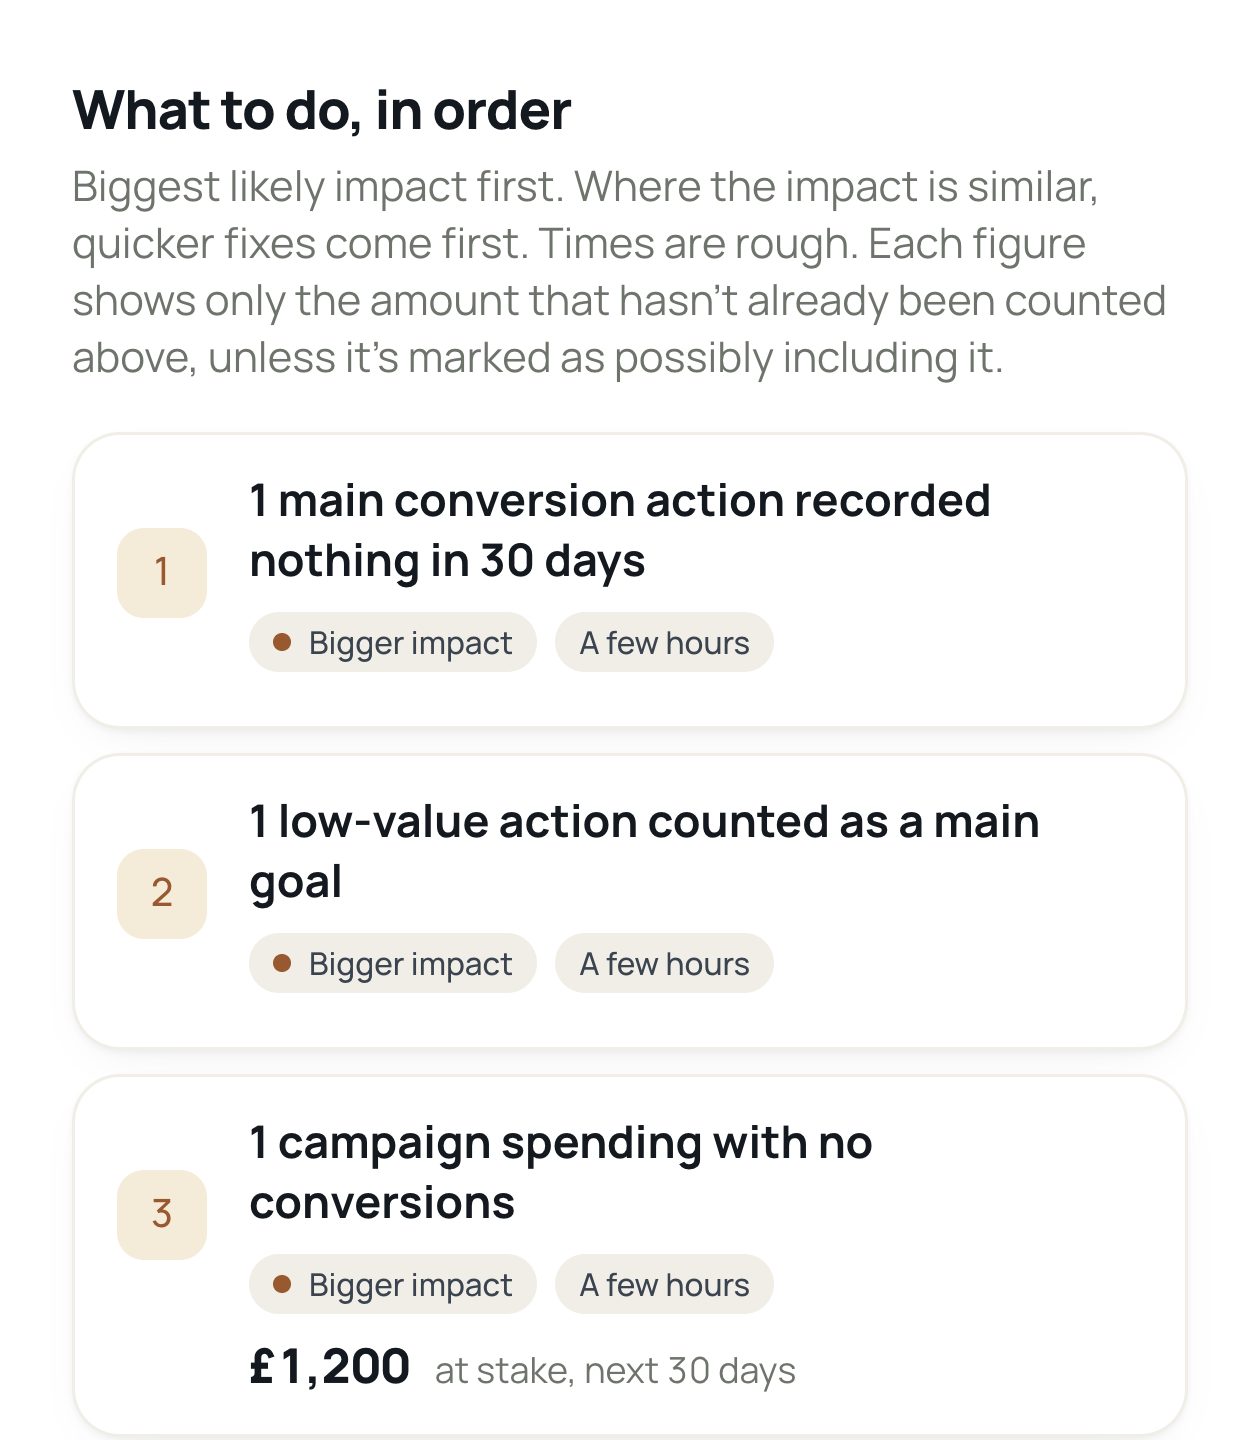 What to do, in order
Biggest likely impact first. Where the impact is similar,
quicker fixes come first. Times are rough. Each figure
shows only the amount that hasn’t already been counted
above, unless it’s marked as possibly including it.
1
1 main conversion action recorded
nothing in 30 days
Bigger impact
A few hours
2
1 low-value action counted as a main
goal
Bigger impact
A few hours
3
1 campaign spending with no
conversions
Bigger impact
A few hours
£1,200 at stake, next 30 days